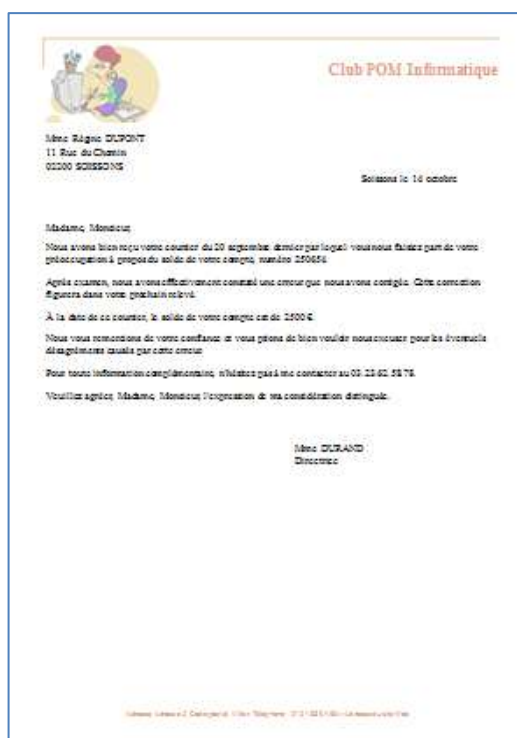 Club POM Informatique
Mme Régine DUPONT
11 Rue du Chemin
02200 SOISSONS
Soissons le 16 octobre
Madame, Monsieur,
Nous avons bien reçu votre courrier du 20 septembre dernier par lequel vous nous faisiez part de votre
préoccupation à propos du solde de votre compte, numéro 250656.
Après examen, nous avons effectivement constaté une erreur que nous avons corrigée. Cette correction
figurera dans votre prochain relevé.
À la date de ce courrier, le solde de votre compte est de 2500 €.
Nous vous remercions de votre confiance et vous prions de bien vouloir nous excuser pour les éventuels
désagréments causés par cette erreur.
Pour toute information complémentaire, n'hésitez pas à me contacter au 03.23.62.58.78.
Veuillez agréer, Madame, Monsieur, l'expression de ma considération distinguée.
Mme DURAND
Directrice